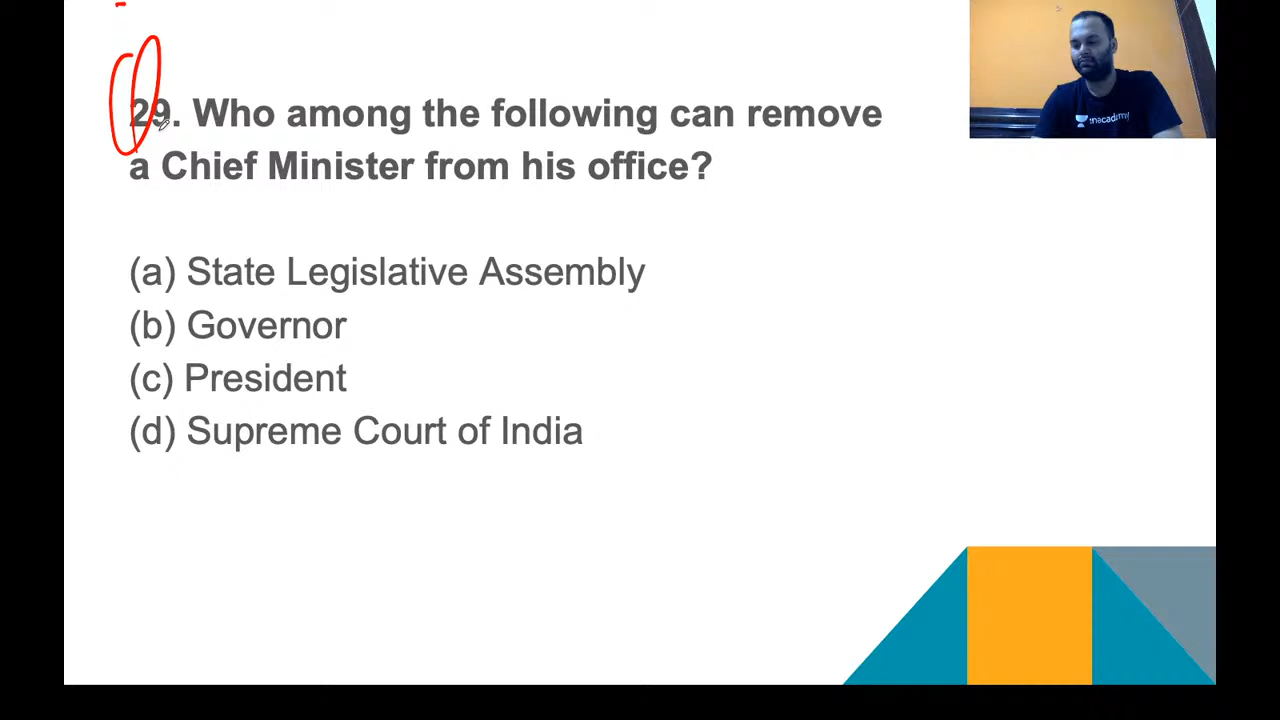 29. Who among the following can remove
a Chief Minister from his office?
(a) State Legislative Assembly
(b) Governor
(c) President
(d) Supreme Court of India
unacademy